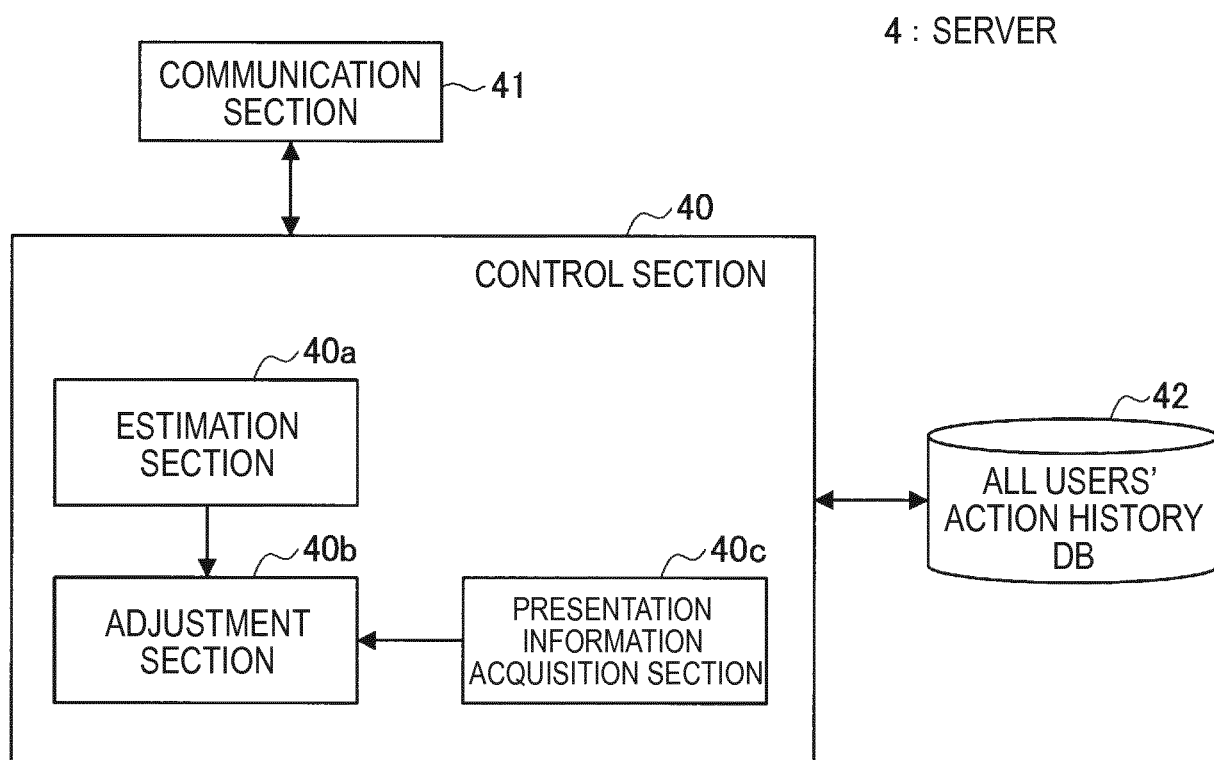 4 : SERVER
COMMUNICATION
SECTION
41
40
CONTROL SECTION
40a
ESTIMATION
SECTION
42
ALL USERS’
ACTION HISTORY
DB
40b
ADJUSTMENT
SECTION
40c
PRESENTATION
INFORMATION
ACQUISITION SECTION